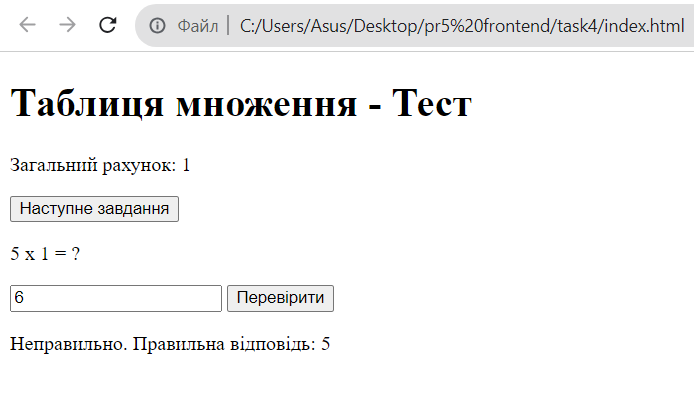 Файл C:/Users/Asus/Desktop/pr5%20frontend/task4/index.html
Таблиця множення - Тест
Загальний рахунок: 1
Наступне завдання
5 x 1 = ?
6 Перевірити
Неправильно. Правильна відповідь: 5